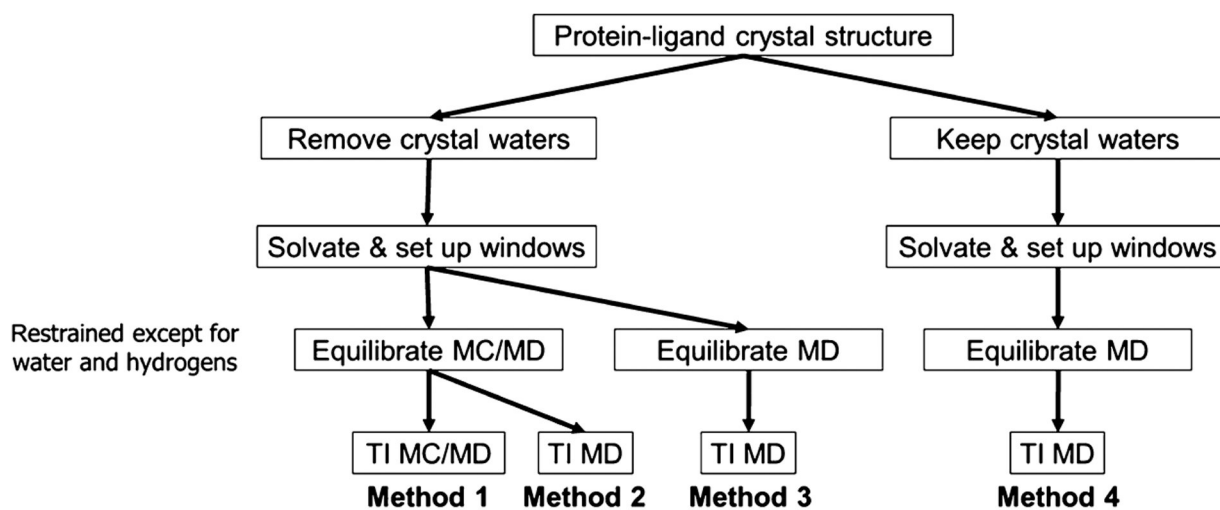 Protein-ligand crystal structure
Remove crystal waters
Keep crystal waters
Solvate & set up windows
Solvate & set up windows
Restrained except for
water and hydrogens
Equilibrate MC/MD
Equilibrate MD
Equilibrate MD
TI MC/MD
TI MD
TI MD
TI MD
Method 1
Method 2
Method 3
Method 4